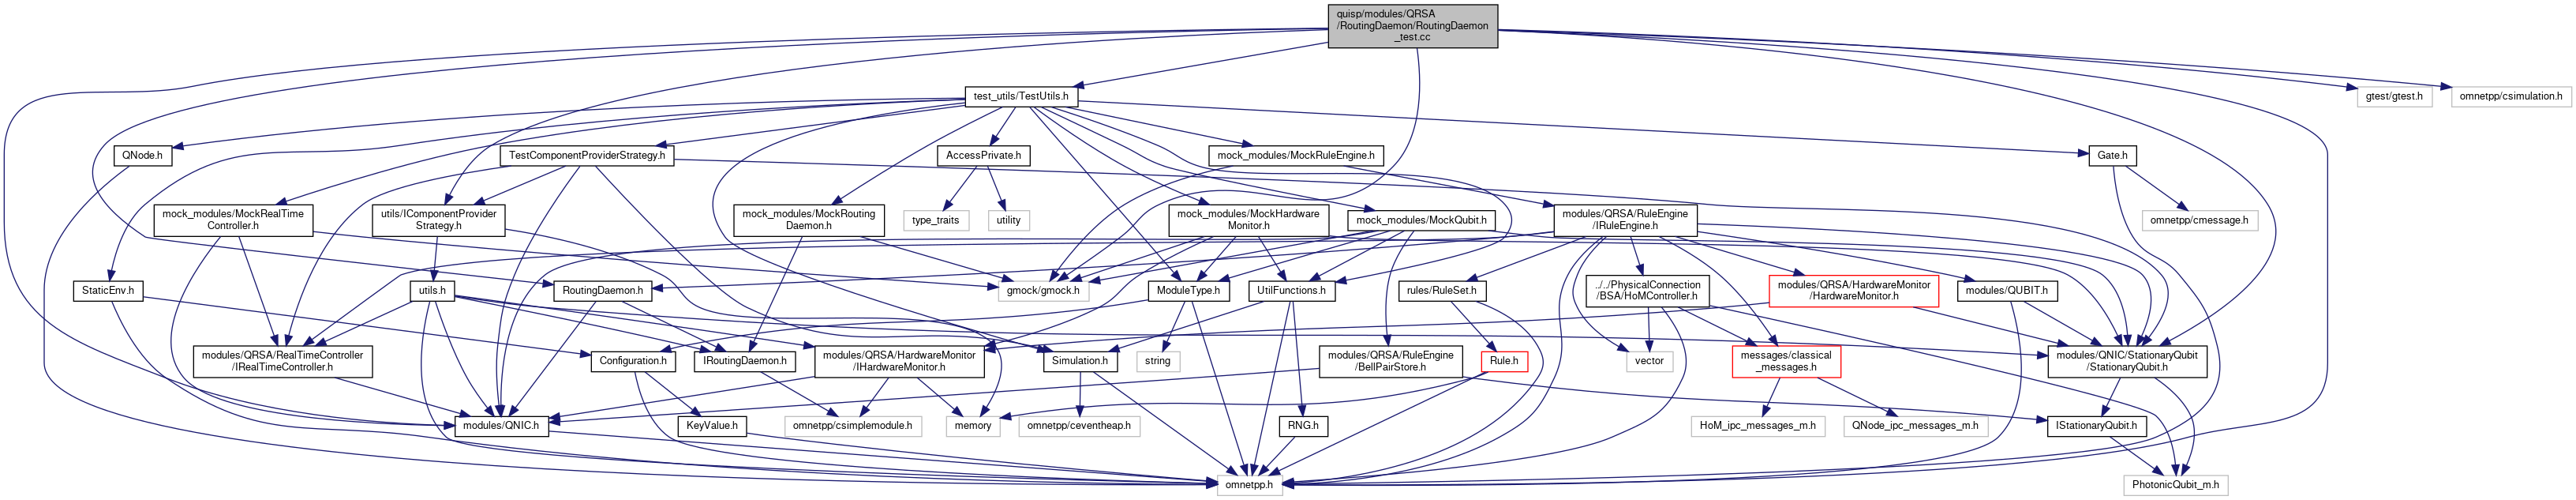 quisp/modules/QRSA
/RoutingDaemon/RoutingDaemon
_test.cc
test_utils/TestUtils.h
gtest/gtest.h
omnetpp/csimulation.h
QNode.h
TestComponentProviderStrategy.h
AccessPrivate.h
mock_modules/MockRuleEngine.h
Gate.h
mock_modules/MockRealTime
Controller.h
utils/IComponentProvider
Strategy.h
mock_modules/MockRouting
Daemon.h
type_traits
utility
mock_modules/MockHardware
Monitor.h
mock_modules/MockQubit.h
modules/QRSA/RuleEngine
/IRuleEngine.h
omnetpp/cmessage.h
StaticEnv.h
utils.h
RoutingDaemon.h
gmock/gmock.h
ModuleType.h
UtilFunctions.h
rules/RuleSet.h
../../PhysicalConnection
/BSA/HoMController.h
modules/QRSA/HardwareMonitor
/HardwareMonitor.h
modules/QUBIT.h
modules/QRSA/RealTimeController
/IRealTimeController.h
Configuration.h
IRoutingDaemon.h
modules/QRSA/HardwareMonitor
/IHardwareMonitor.h
Simulation.h
string
modules/QRSA/RuleEngine
/BellPairStore.h
Rule.h
vector
messages/classical
_messages.h
modules/QNIC/StationaryQubit
/StationaryQubit.h
modules/QNIC.h
KeyValue.h
omnetpp/csimplemodule.h
memory
omnetpp/ceventheap.h
RNG.h
HoM_ipc_messages_m.h
QNode_ipc_messages_m.h
IStationaryQubit.h
omnetpp.h
PhotonicQubit_m.h